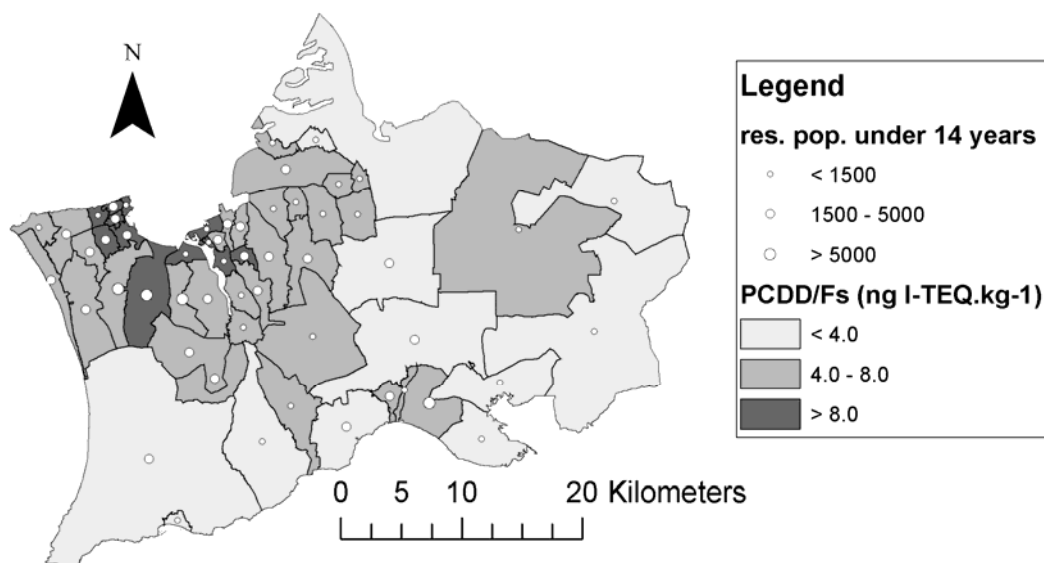 N
Legend
res. pop. under 14 years
< 1500
1500 - 5000
> 5000
PCDD/Fs (ng I-TEQ.kg-1)
< 4.0
4.0 - 8.0
> 8.0
0 5 10 20 Kilometers